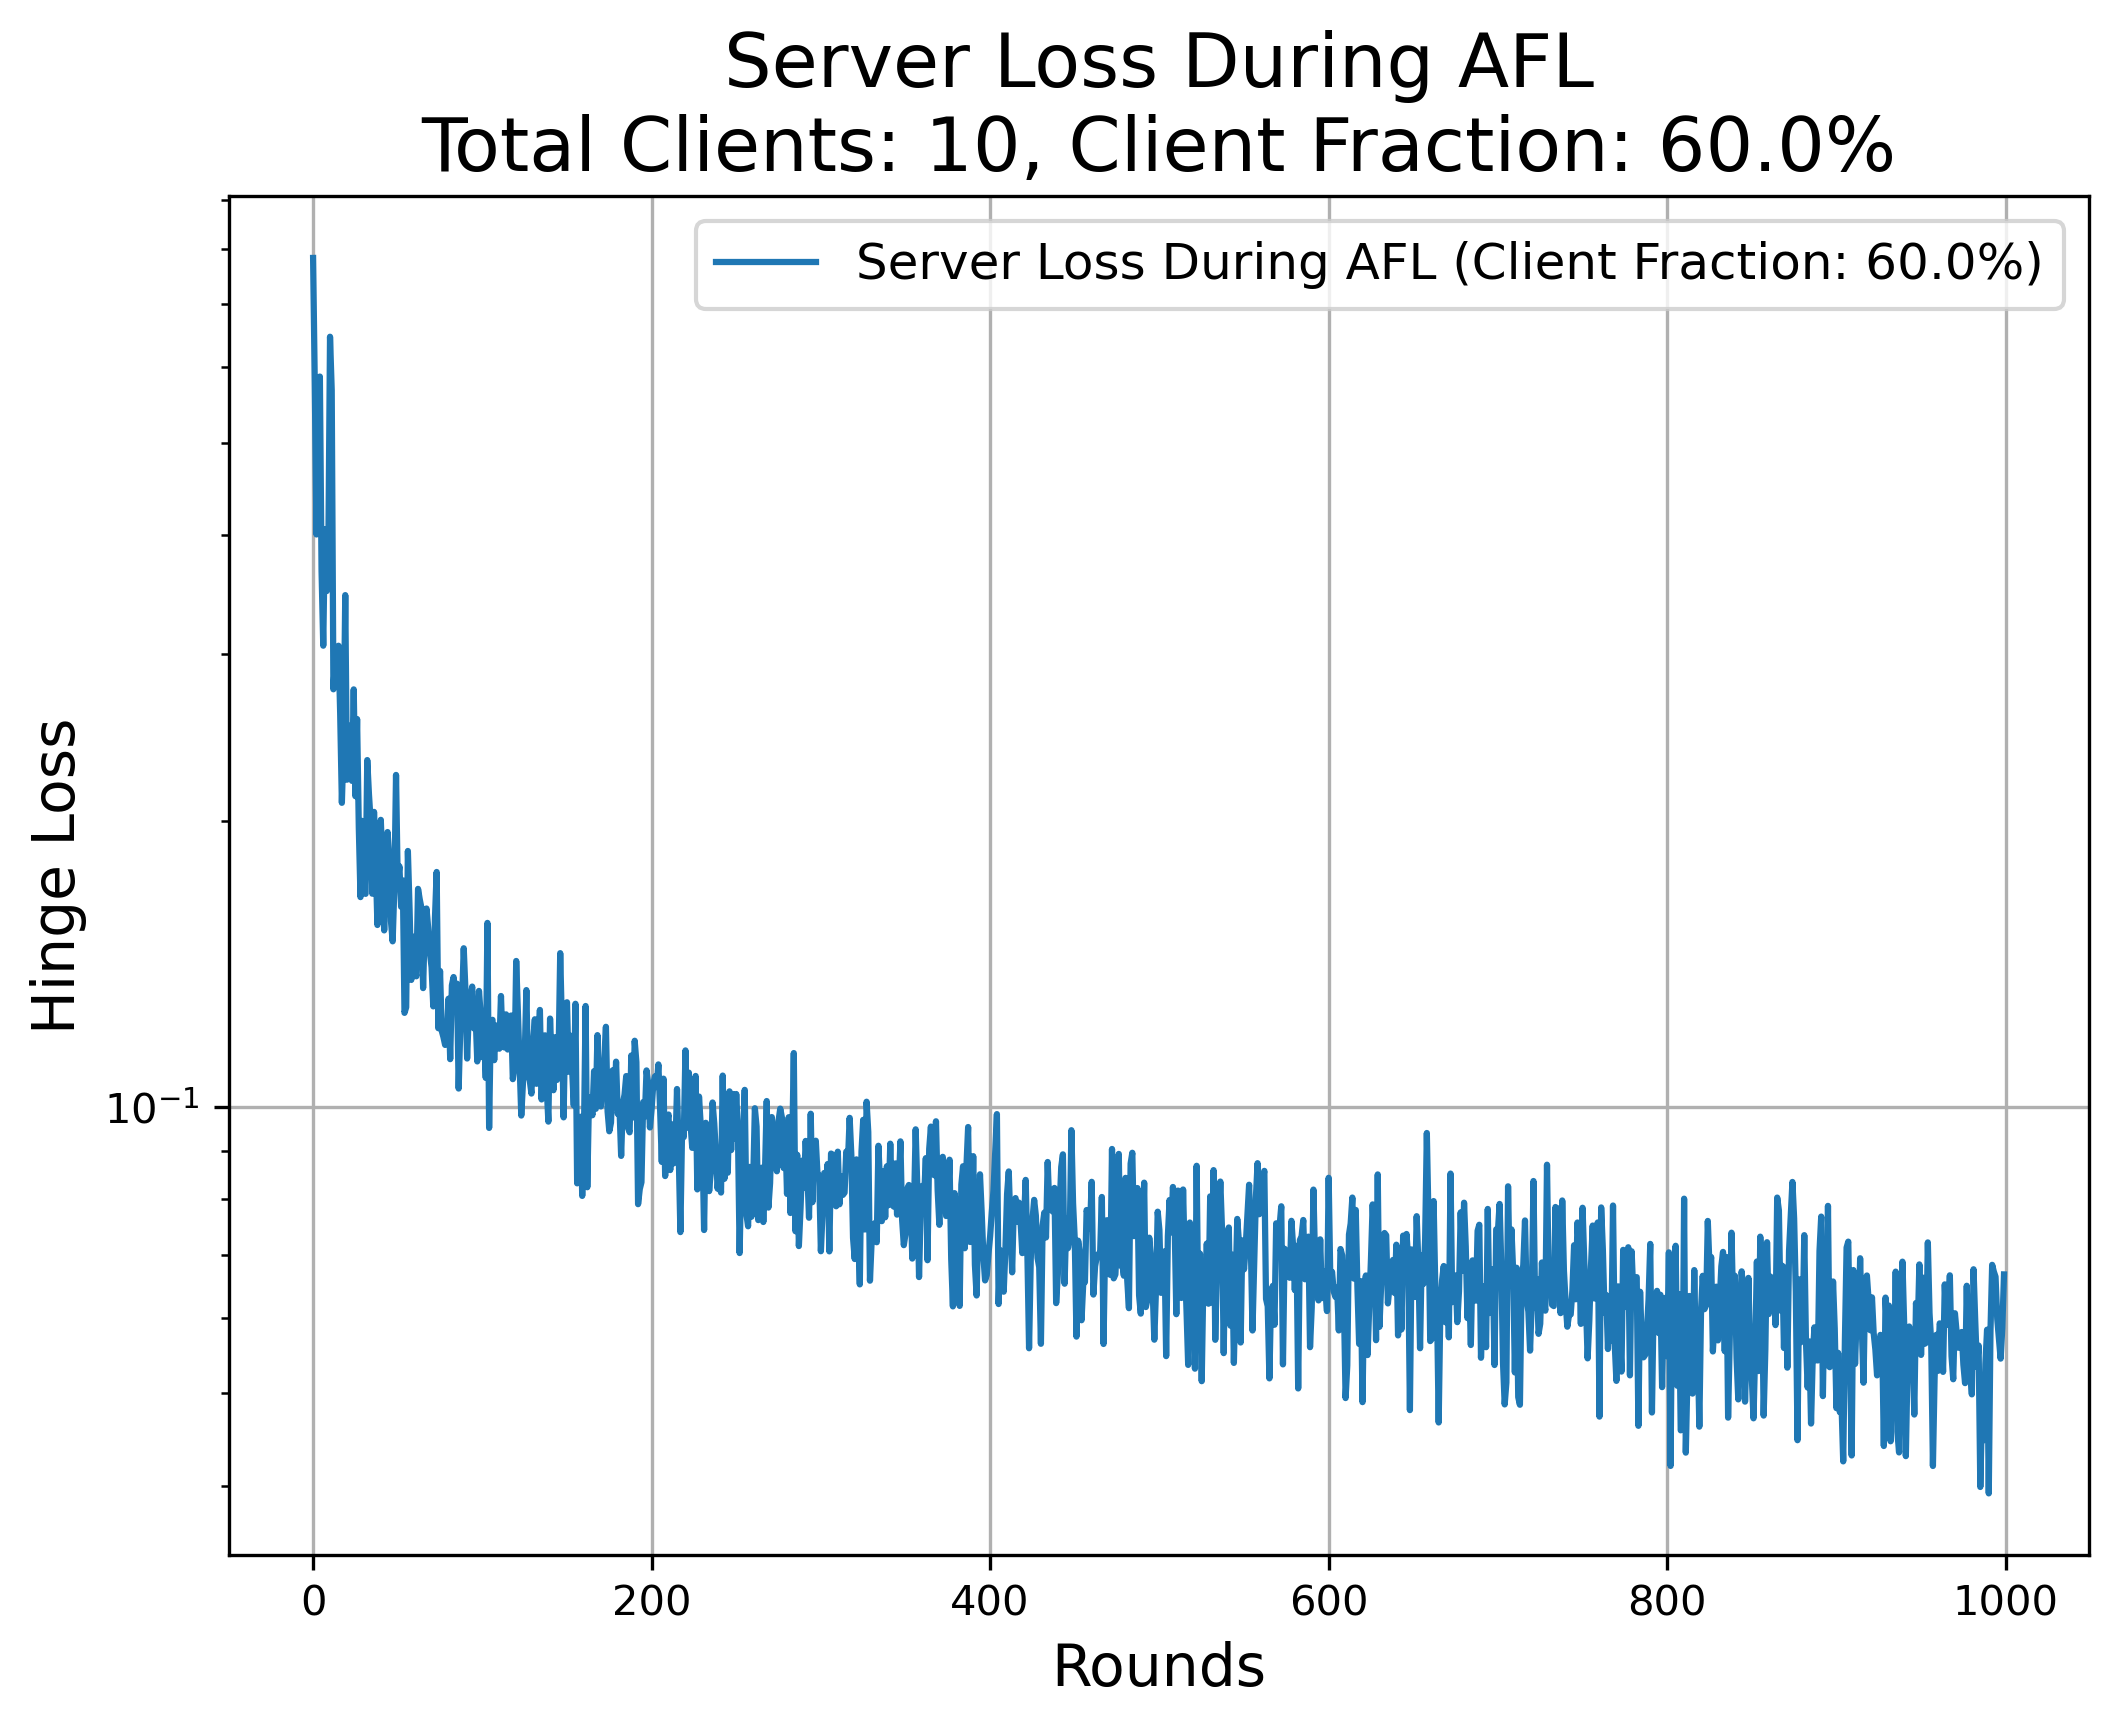 Server Loss During AFL
Total Clients: 10, Client Fraction: 60.0%
Server Loss During AFL (Client Fraction: 60.0%)
Hinge Loss
10⁻¹
0 200 400 600 800 1000
Rounds